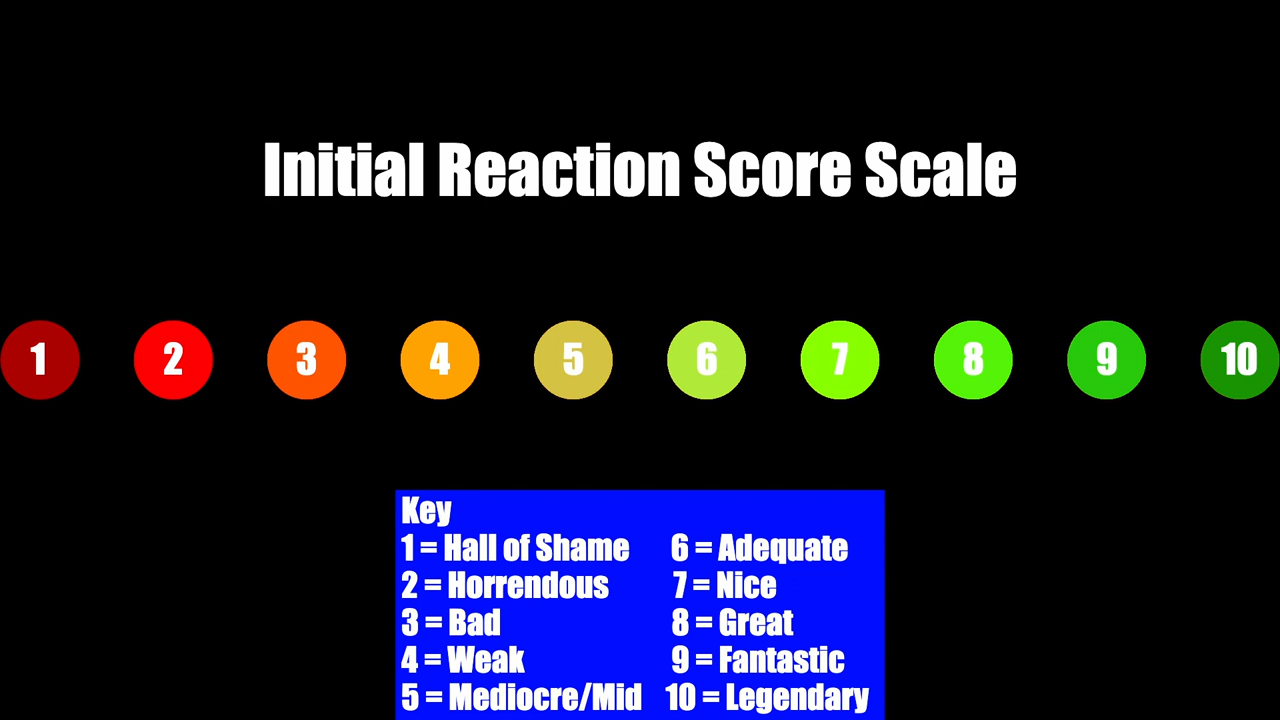 Initial Reaction Score Scale
1 2 3 4 5 6 7 8 9 10
Key
1 = Hall of Shame 6 = Adequate
2 = Horrendous 7 = Nice
3 = Bad 8 = Great
4 = Weak 9 = Fantastic
5 = Mediocre/Mid 10 = Legendary